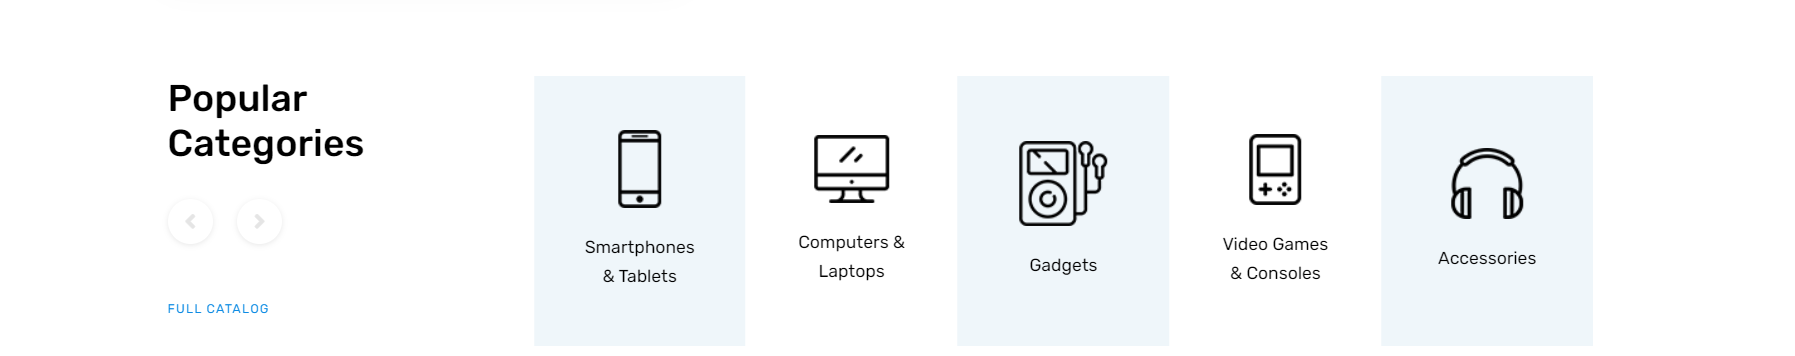 Popular
Categories
FULL CATALOG
Smartphones
& Tablets
Computers &
Laptops
Gadgets
Video Games
& Consoles
Accessories